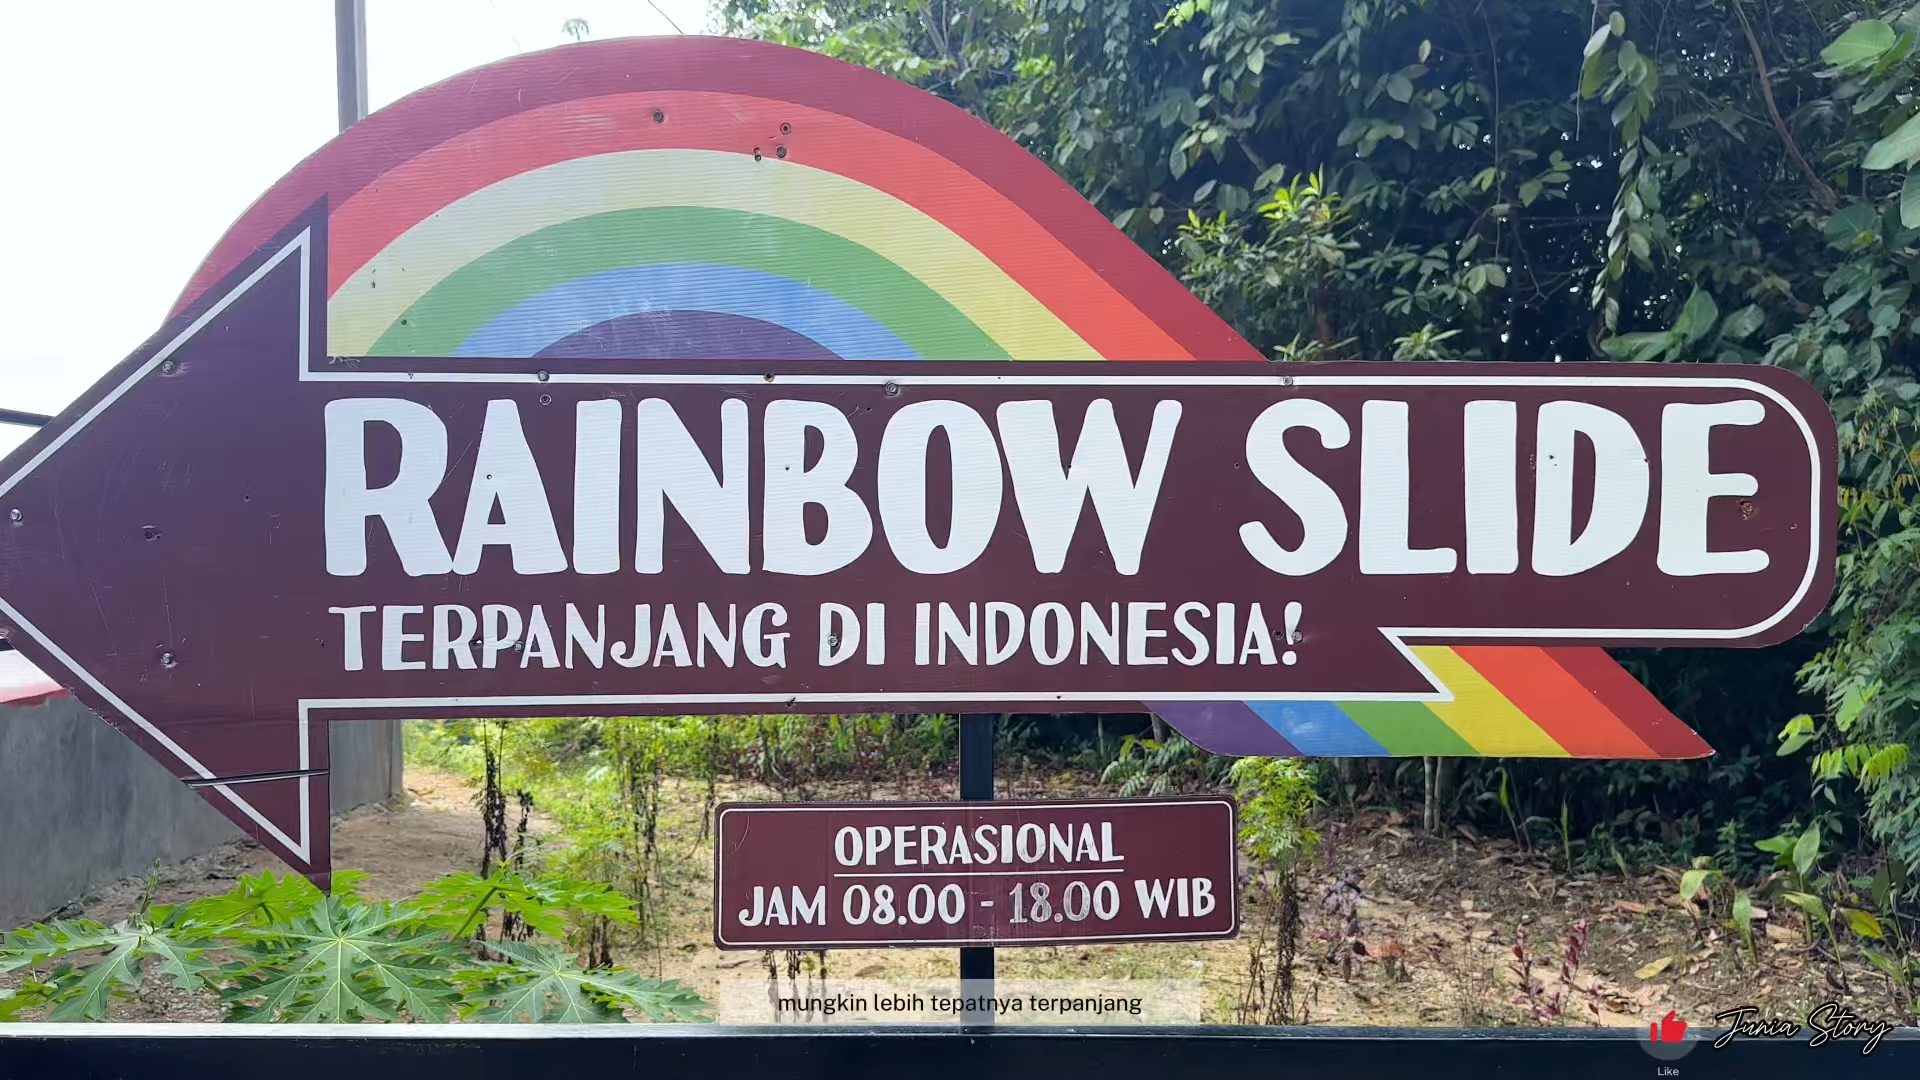 RAINBOW SLIDE
TERPANJANG DI INDONESIA!
OPERASIONAL
JAM 08.00 - 18.00 WIB
mungkin lebih tepatnya terpanjang
Junia Story
Like